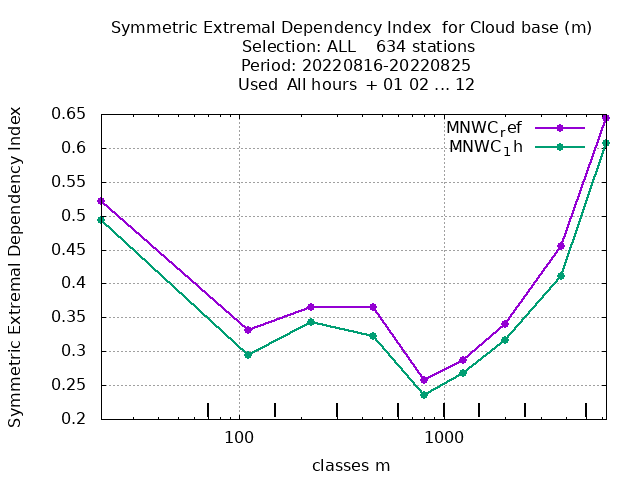 Symmetric Extremal Dependency Index  for Cloud base (m)
Selection: ALL    634 stations
Period: 20220816-20220825
Used  All hours  + 01 02 ... 12
Symmetric Extremal Dependency Index
0.65
0.6
0.55
0.5
0.45
0.4
0.35
0.3
0.25
0.2
MNWC_ref
MNWC_1h
100 1000
classes m